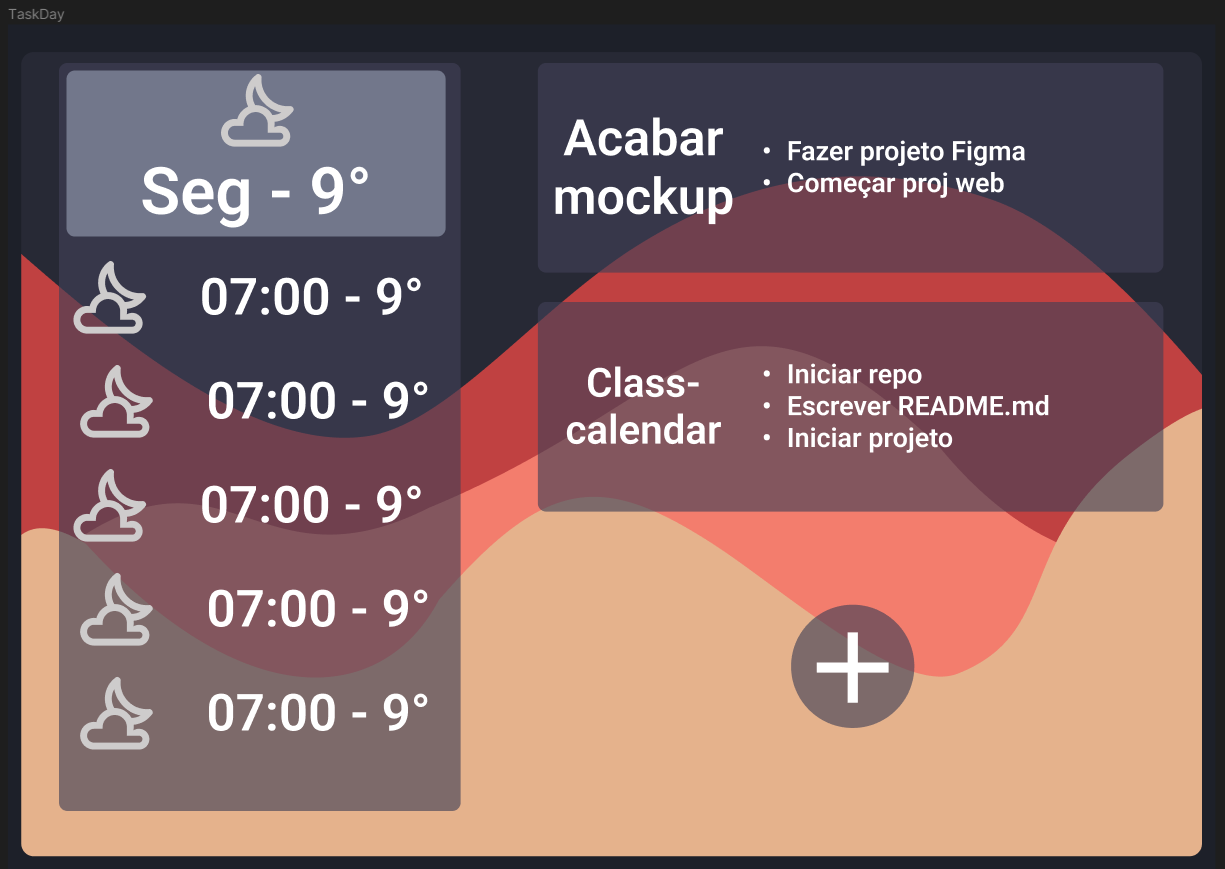 TaskDay
Seg - 9°
07:00 - 9°
07:00 - 9°
07:00 - 9°
07:00 - 9°
07:00 - 9°
Acabar
mockup
• Fazer projeto Figma
• Começar proj web
Class-
calendar
• Iniciar repo
• Escrever README.md
• Iniciar projeto